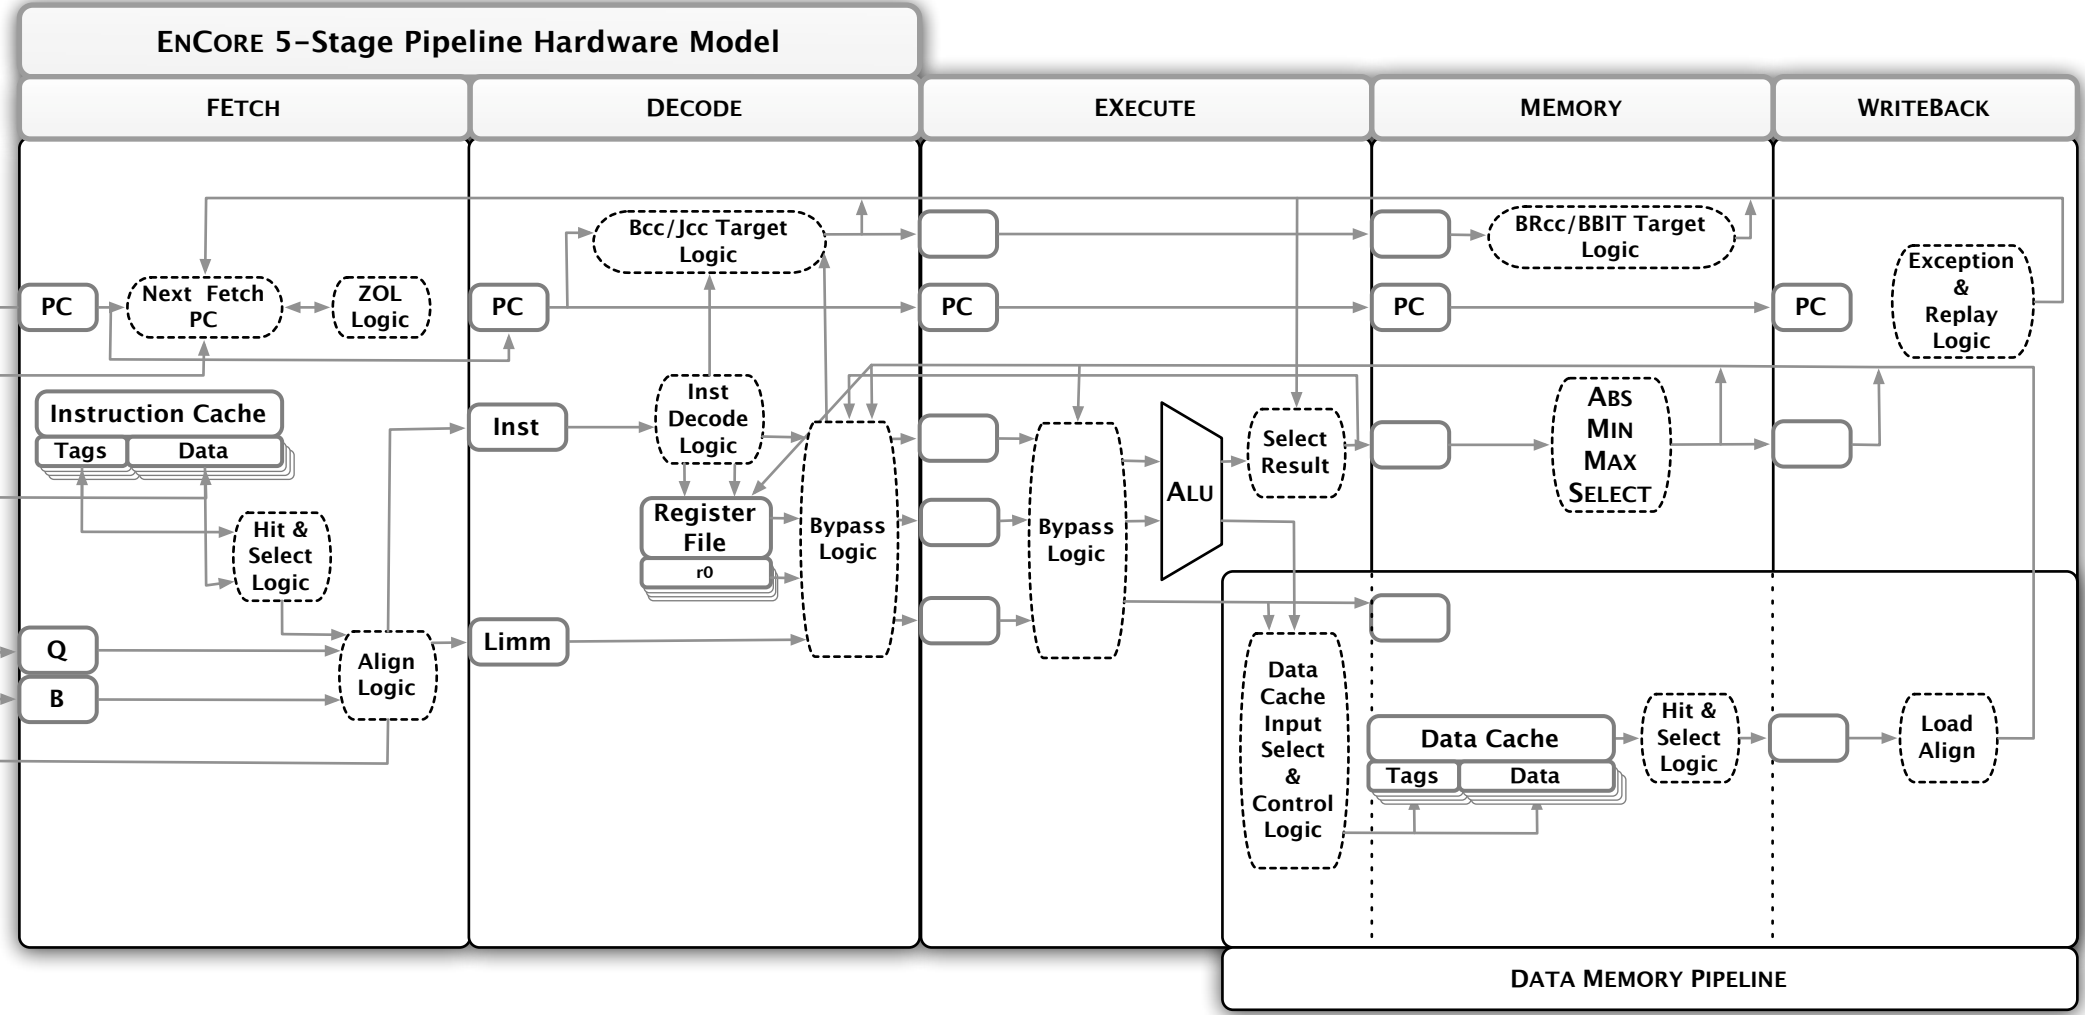 ENCORE 5-Stage Pipeline Hardware Model
FETCH
DECODE
EXECUTE
MEMORY
WRITEBACK
PC
Next Fetch
PC
ZOL
Logic
Instruction Cache
Tags
Data
Hit &
Select
Logic
Q
B
Align
Logic
Bcc/Jcc Target
Logic
PC
Inst
Inst
Decode
Logic
Register
File
r0
Limm
Bypass
Logic
PC
Bypass
Logic
ALU
Select
Result
Data
Cache
Input
Select
&
Control
Logic
BRcc/BBIT Target
Logic
PC
ABS
MIN
MAX
SELECT
Data Cache
Tags
Data
Hit &
Select
Logic
PC
Exception
&
Replay
Logic
Load
Align
DATA MEMORY PIPELINE